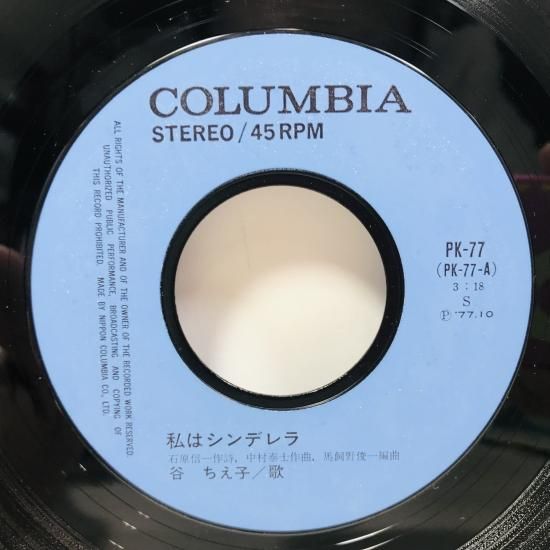 COLUMBIA
STEREO / 45 RPM
ALL RIGHTS OF THE MANUFACTURER AND OF THE OWNER OF THE RECORDED WORK RESERVED.
UNAUTHORIZED PUBLIC PERFORMANCE, BROADCASTING AND COPYING OF
THIS RECORD PROHIBITED. MADE BY NIPPON COLUMBIA CO., LTD.
PK-77
(PK-77-A)
3:18
S
Ⓟ '77.10
私はシンデレラ
石原信一作詩, 中村泰士作曲, 馬飼野俊一編曲
谷 ちえ子/歌